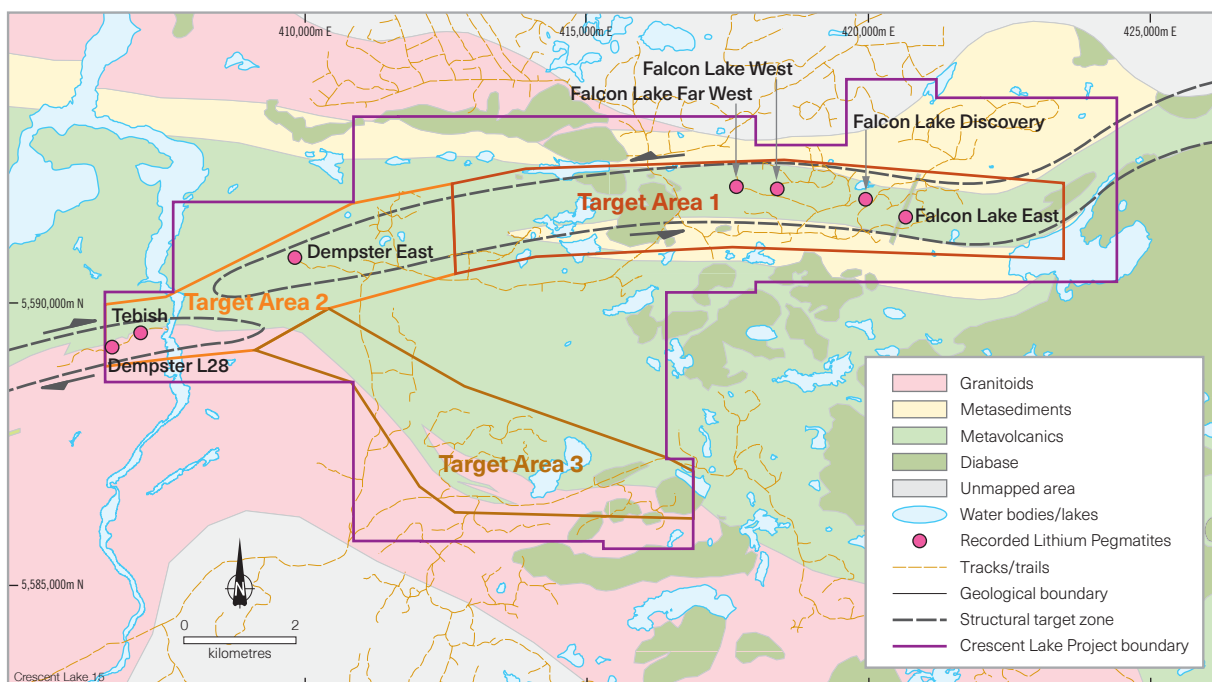 410,000m E
415,000m E
420,000m E
425,000m E
Falcon Lake West
Falcon Lake Far West
Falcon Lake Discovery
Target Area 1
Falcon Lake East
Dempster East
5,590,000m N
Target Area 2
Tebish
Dempster L28
Target Area 3
5,585,000m N
N
0 2
kilometres
Crescent Lake 15
Granitoids
Metasediments
Metavolcanics
Diabase
Unmapped area
Water bodies/lakes
Recorded Lithium Pegmatites
Tracks/trails
Geological boundary
Structural target zone
Crescent Lake Project boundary